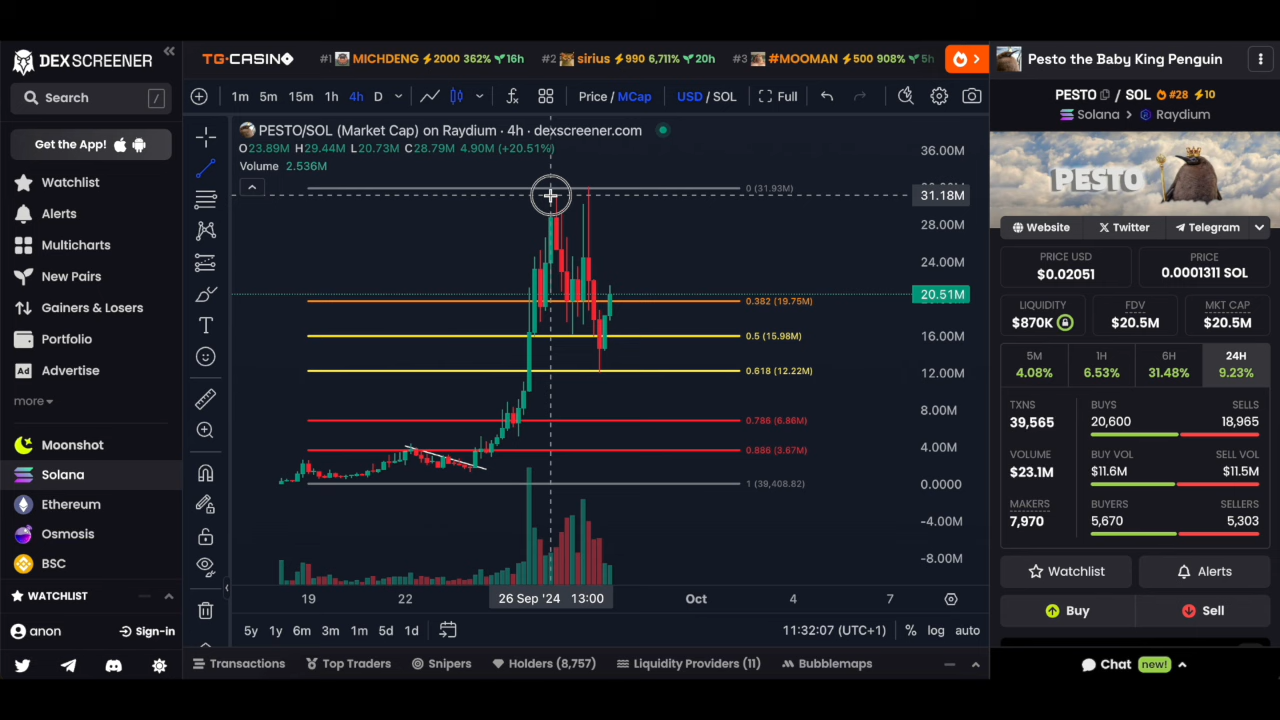 DEXSCREENER
Search
/
Get the App!
Watchlist
Alerts
Multicharts
New Pairs
Gainers & Losers
Portfolio
Ad
Advertise
more
Moonshot
Solana
Ethereum
Osmosis
BSC
WATCHLIST
anon
Sign-in
TG.CASINO
#1 MICHDENG 2000 362% 16h
#2 sirius 990 6,711% 20h
#3 #MOOMAN 500 908% 5h
1m 5m 15m 1h 4h D
Price / MCap
USD / SOL
Full
PESTO/SOL (Market Cap) on Raydium · 4h · dexscreener.com
O23.89M H29.44M L20.73M C28.79M 4.90M (+20.51%)
Volume 2.536M
36.00M
0 (31.93M)
31.18M
28.00M
24.00M
20.51M
0.382 (19.75M)
0.5 (15.98M)
16.00M
0.618 (12.22M)
12.00M
8.00M
0.786 (6.86M)
4.00M
0.886 (3.67M)
1 (39,408.82)
0.0000
-4.00M
-8.00M
19 22 26 Sep '24 13:00 Oct 4 7
5y 1y 6m 3m 1m 5d 1d
11:32:07 (UTC+1) % log auto
Transactions
Top Traders
Snipers
Holders (8,757)
Liquidity Providers (11)
Bubblemaps
Pesto the Baby King Penguin
PESTO / SOL #28 10
Solana > Raydium
PESTO
Website
Twitter
Telegram
PRICE USD
$0.02051
PRICE
0.0001311 SOL
LIQUIDITY
$870K
FDV
$20.5M
MKT CAP
$20.5M
5M
4.08%
1H
6.53%
6H
31.48%
24H
9.23%
TXNS
39,565
BUYS
20,600
SELLS
18,965
VOLUME
$23.1M
BUY VOL
$11.6M
SELL VOL
$11.5M
MAKERS
7,970
BUYERS
5,670
SELLERS
5,303
Watchlist
Alerts
Buy
Sell
Chat new!